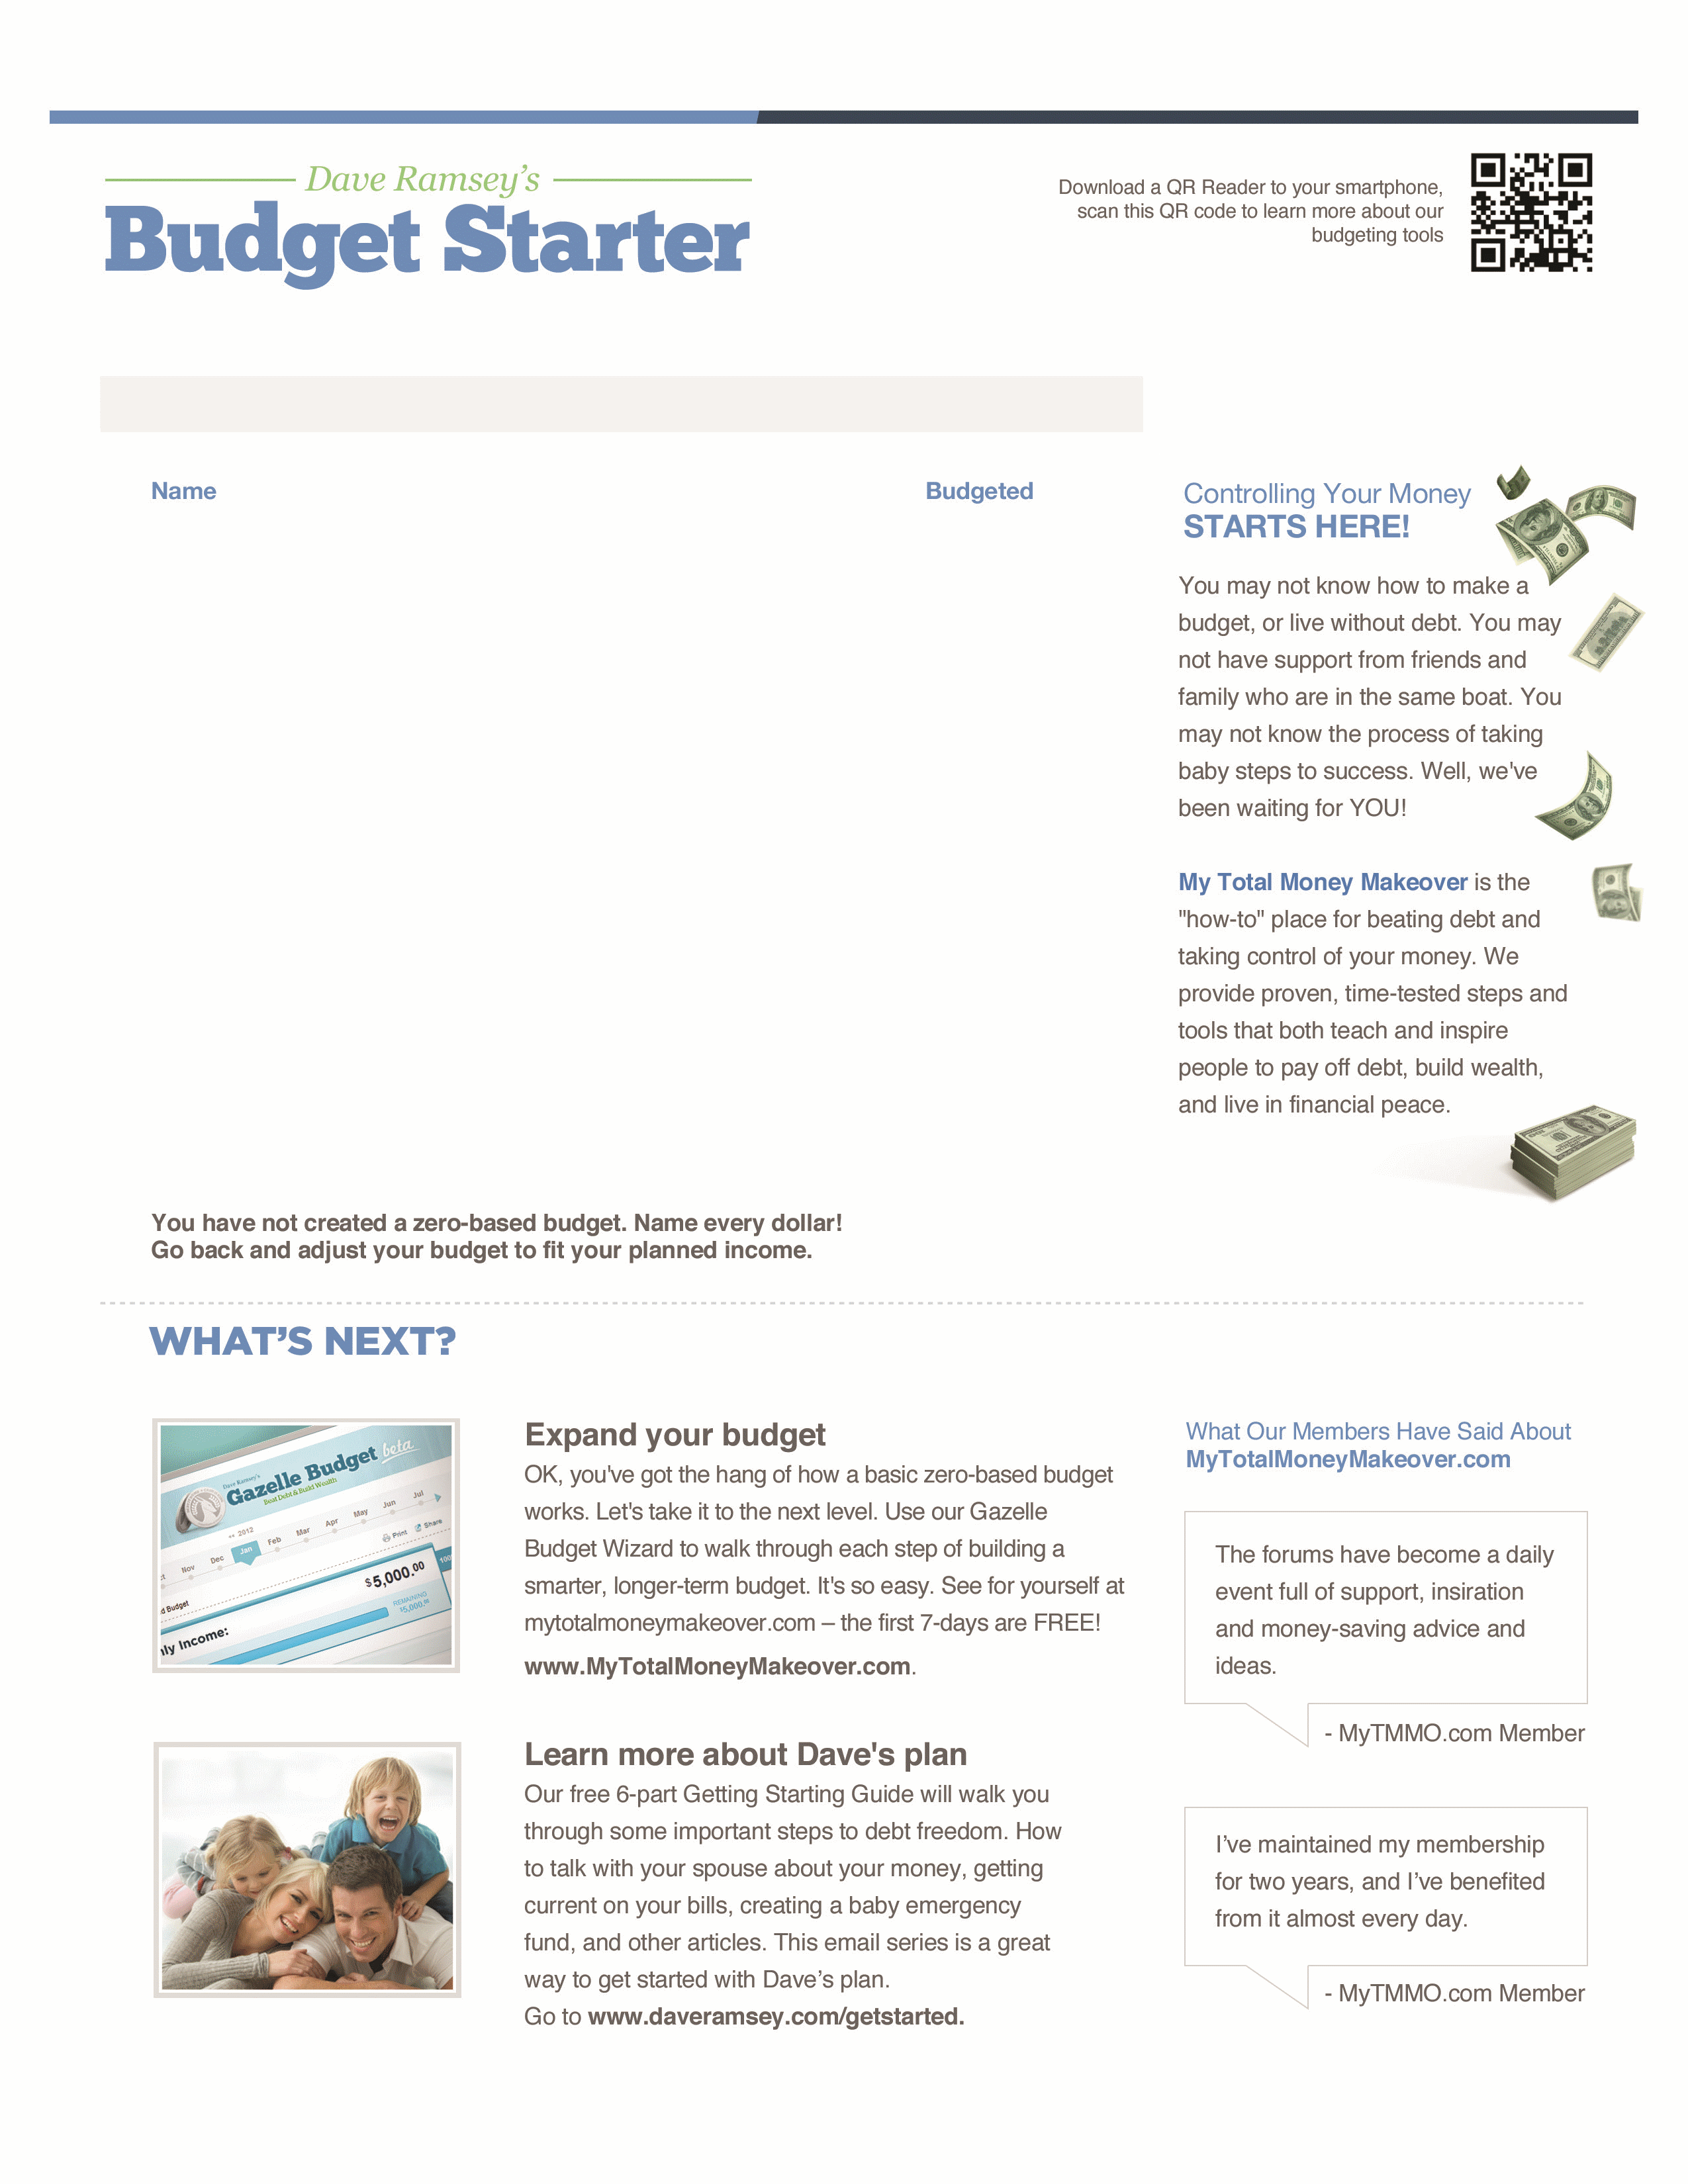 Dave Ramsey's
Budget Starter
Download a QR Reader to your smartphone,
scan this QR code to learn more about our
budgeting tools
Name
Budgeted
Controlling Your Money
STARTS HERE!
You may not know how to make a
budget, or live without debt. You may
not have support from friends and
family who are in the same boat. You
may not know the process of taking
baby steps to success. Well, we've
been waiting for YOU!
My Total Money Makeover is the
"how-to" place for beating debt and
taking control of your money. We
provide proven, time-tested steps and
tools that both teach and inspire
people to pay off debt, build wealth,
and live in financial peace.
You have not created a zero-based budget. Name every dollar!
Go back and adjust your budget to fit your planned income.
WHAT'S NEXT?
Dave Ramsey's
Gazelle Budget beta
Beat Debt & Build Wealth
2012
Nov Dec Jan Feb Mar Apr May Jun Jul
Print Share
Budget
$5,000.00
REMAINING
$5,000.00
Income:
Expand your budget
OK, you've got the hang of how a basic zero-based budget
works. Let's take it to the next level. Use our Gazelle
Budget Wizard to walk through each step of building a
smarter, longer-term budget. It's so easy. See for yourself at
mytotalmoneymakeover.com – the first 7-days are FREE!
www.MyTotalMoneyMakeover.com.
Learn more about Dave's plan
Our free 6-part Getting Starting Guide will walk you
through some important steps to debt freedom. How
to talk with your spouse about your money, getting
current on your bills, creating a baby emergency
fund, and other articles. This email series is a great
way to get started with Dave’s plan.
Go to www.daveramsey.com/getstarted.
What Our Members Have Said About
MyTotalMoneyMakeover.com
The forums have become a daily
event full of support, insiration
and money-saving advice and
ideas.
- MyTMMO.com Member
I’ve maintained my membership
for two years, and I’ve benefited
from it almost every day.
- MyTMMO.com Member